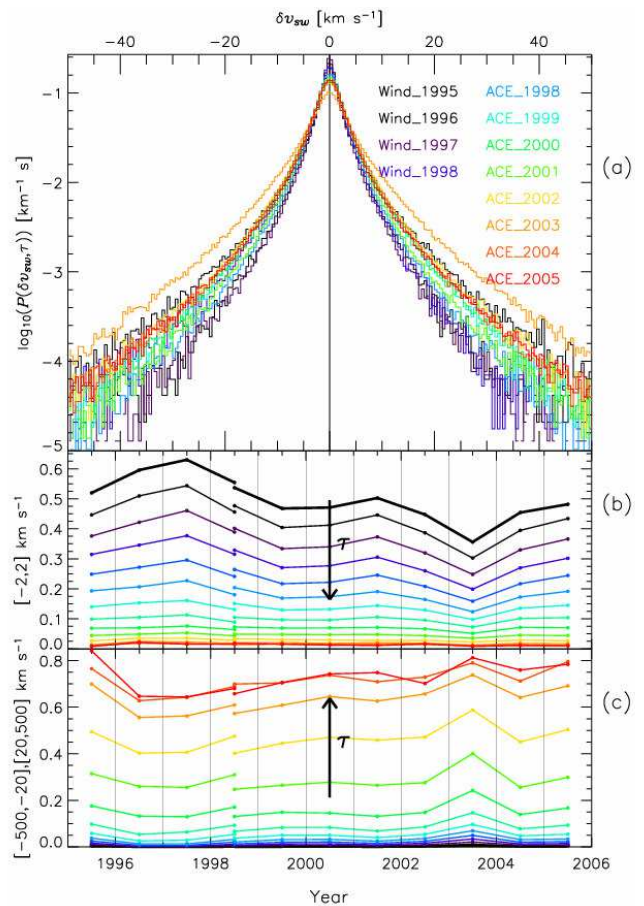 δv_sw [km s⁻¹]
−40 −20 0 20 40
Wind_1995 ACE_1998
Wind_1996 ACE_1999
Wind_1997 ACE_2000
Wind_1998 ACE_2001
ACE_2002
ACE_2003
ACE_2004
ACE_2005
−1
−2
−3
−4
−5
log₁₀(P(δv_sw,τ)) [km⁻¹ s]
(a)
0.6
0.5
0.4
0.3
0.2
0.1
0.0
[−2,2] km s⁻¹
τ
(b)
0.8
0.6
0.4
0.2
0.0
[−500,−20],[20,500] km s⁻¹
τ
(c)
1996 1998 2000 2002 2004 2006
Year